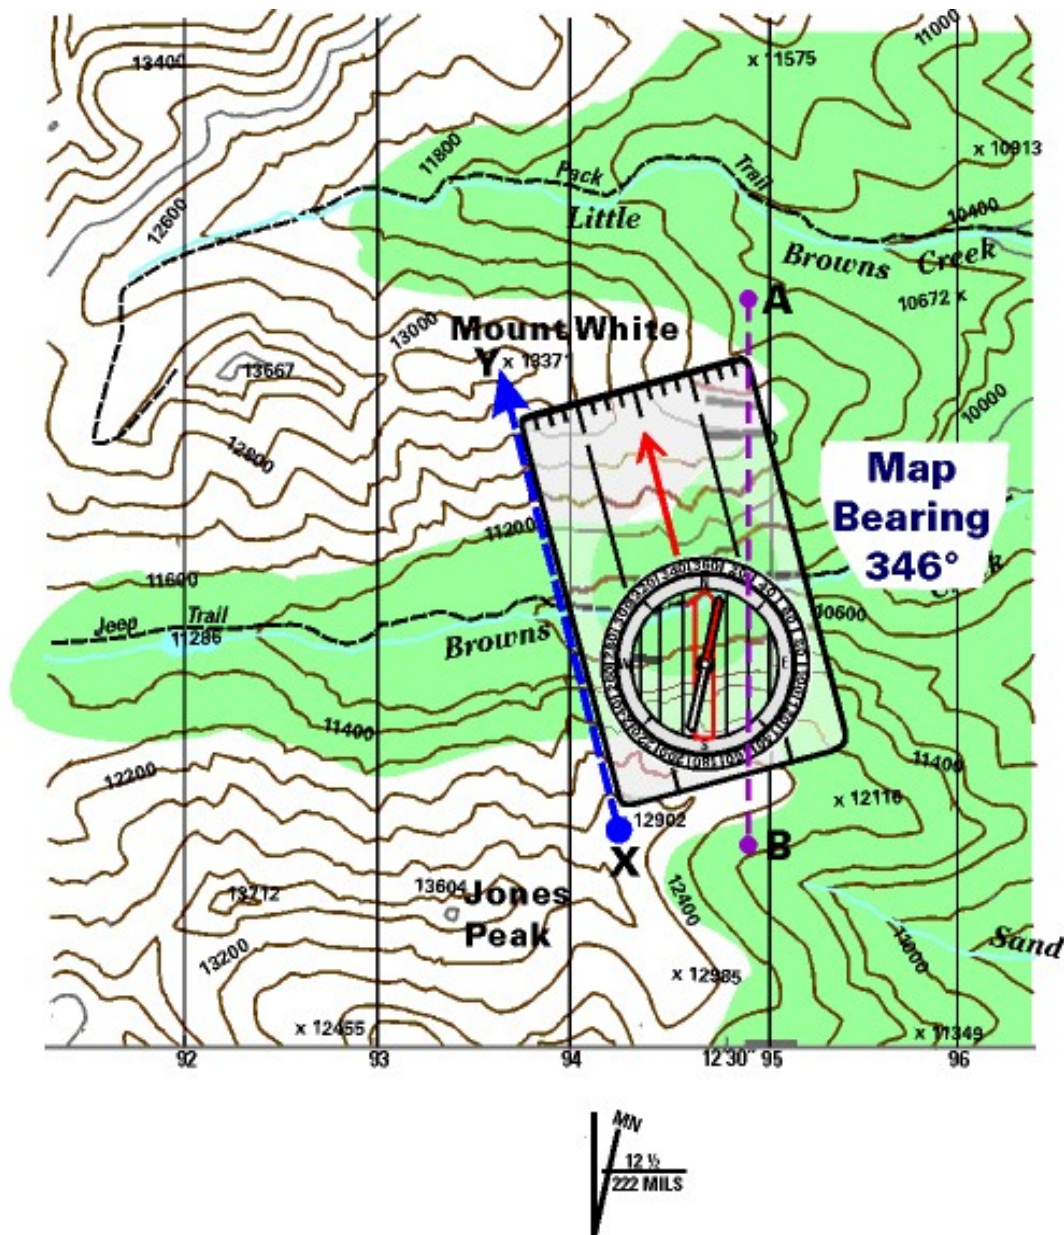 11000
13400
x 11575
11800
x 10913
Pack
Trail
12600
Little
10400
Browns Creek
A
10672 x
13000
Mount White
Y x 13371
13667
10000
12800
Map
Bearing
346°
11200
11600
Jeep Trail
11286
Browns
10600
N
E
S
W
11400
12200
11400
x 12116
12902
X
B
13712
13604
Jones
Peak
12400
13200
13000
Sand
x 12985
x 12455
x 11349
92 93 94 12'30" 95 96
MN
12 ½
222 MILS